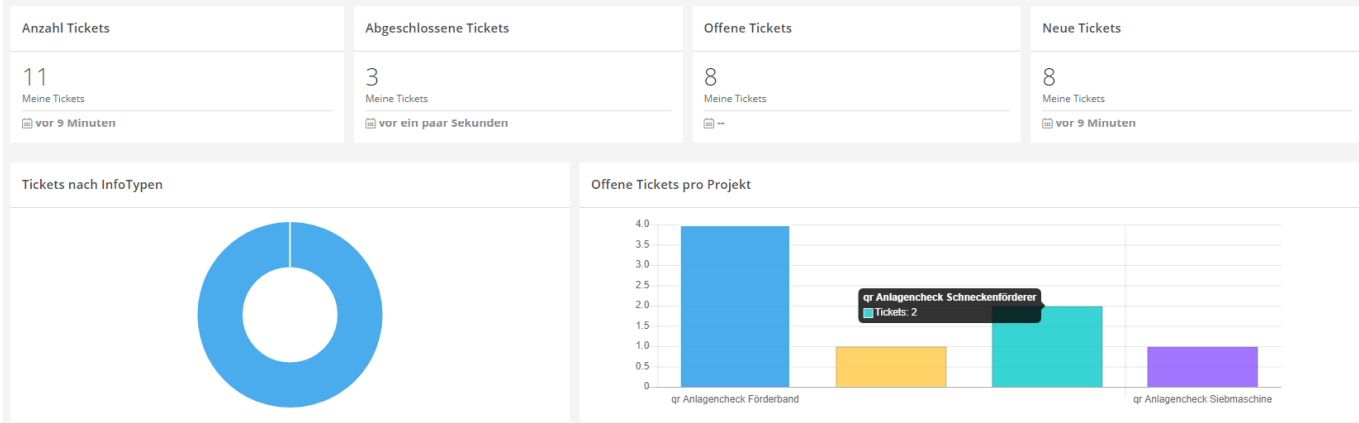 Anzahl Tickets
11
Meine Tickets
vor 9 Minuten
Abgeschlossene Tickets
3
Meine Tickets
vor ein paar Sekunden
Offene Tickets
8
Meine Tickets
--
Neue Tickets
8
Meine Tickets
vor 9 Minuten
Tickets nach InfoTypen
Offene Tickets pro Projekt
4.0
3.5
3.0
2.5
2.0
1.5
1.0
0.5
0
qr Anlagencheck Schneckenförderer
Tickets: 2
qr Anlagencheck Förderband
qr Anlagencheck Siebmaschine